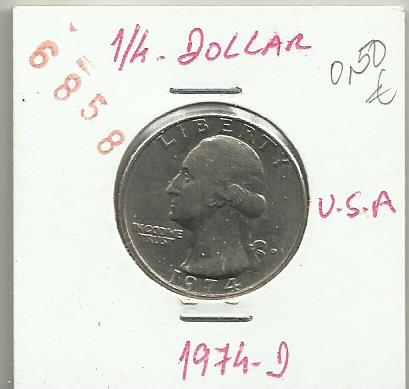 1/4. DOLLAR
6858
0,50
€
LIBERTY
IN GOD WE
TRUST
D
U.S.A
1974
1974-D